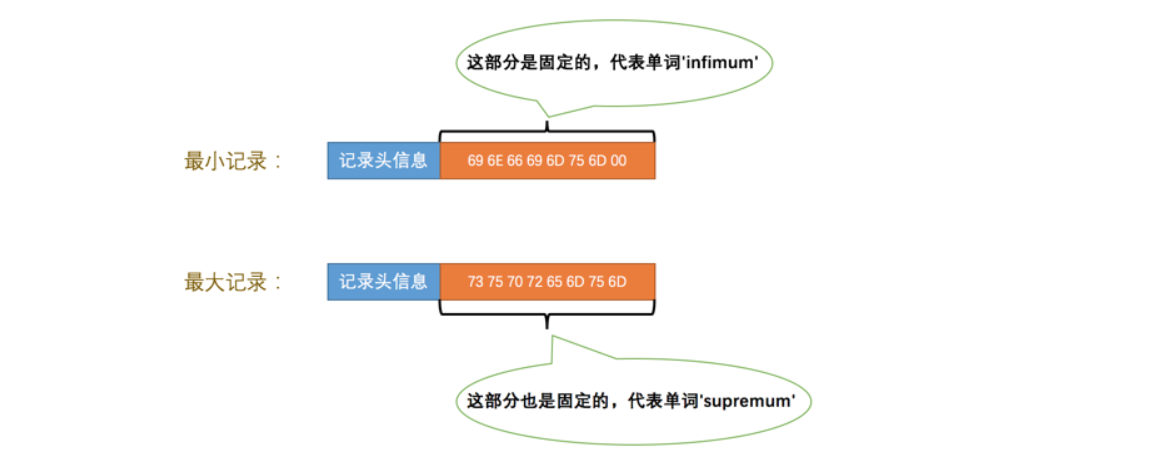 这部分是固定的，代表单词'infimum'
最小记录：
记录头信息
69 6E 66 69 6D 75 6D 00
最大记录：
记录头信息
73 75 70 72 65 6D 75 6D
这部分也是固定的，代表单词'supremum'